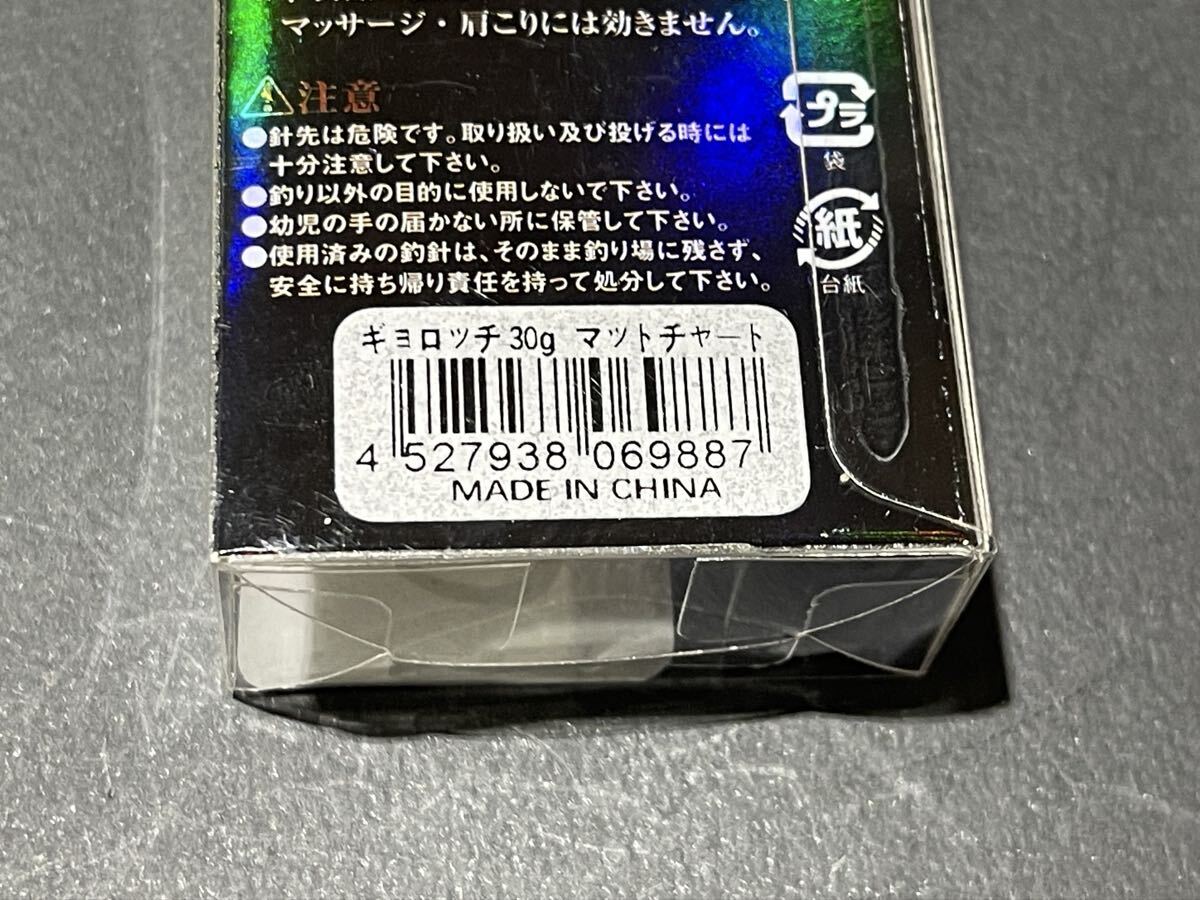 マッサージ・肩こりには効きません。
注意
●針先は危険です。取り扱い及び投げる時には
十分注意して下さい。
●釣り以外の目的に使用しないで下さい。
●幼児の手の届かない所に保管して下さい。
●使用済みの釣針は、そのまま釣り場に残さず、
安全に持ち帰り責任を持って処分して下さい。
プラ
袋
紙
台紙
ギョロッチ 30g マットチャート
4 527938 069887
MADE IN CHINA